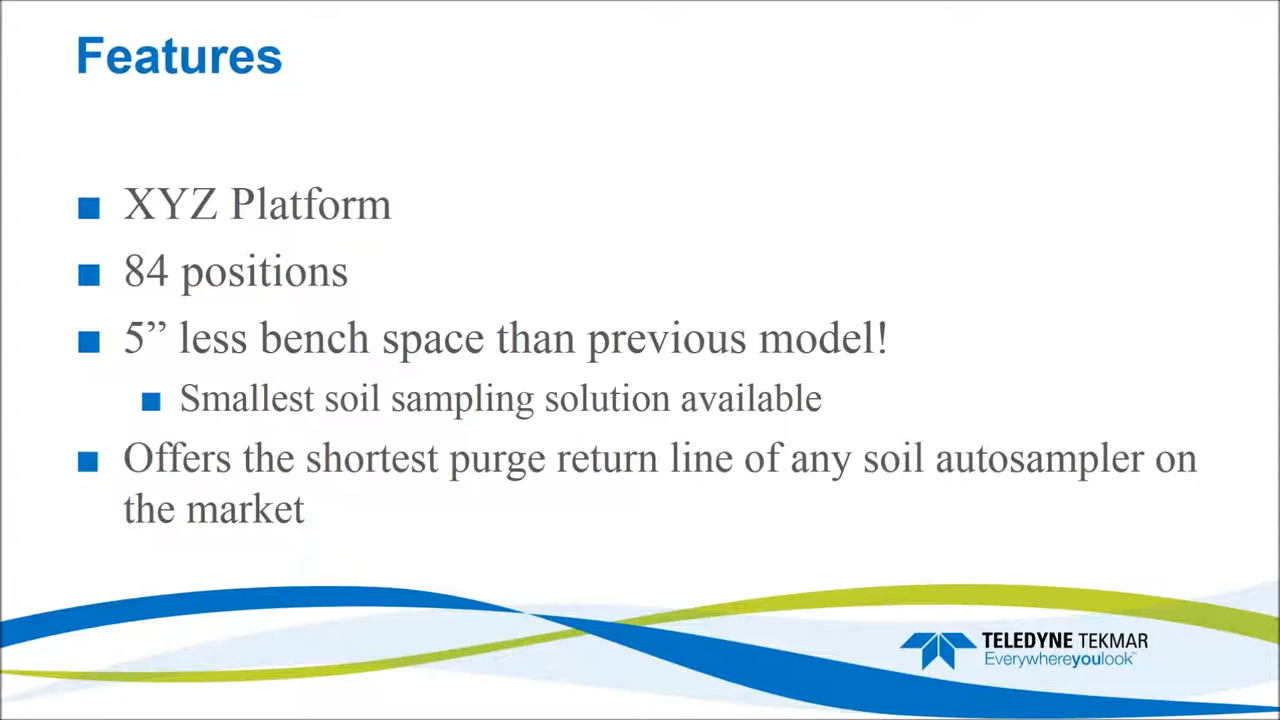 Features
XYZ Platform
84 positions
5” less bench space than previous model!
Smallest soil sampling solution available
Offers the shortest purge return line of any soil autosampler on
the market
TELEDYNE TEKMAR
Everywhereyoulook™